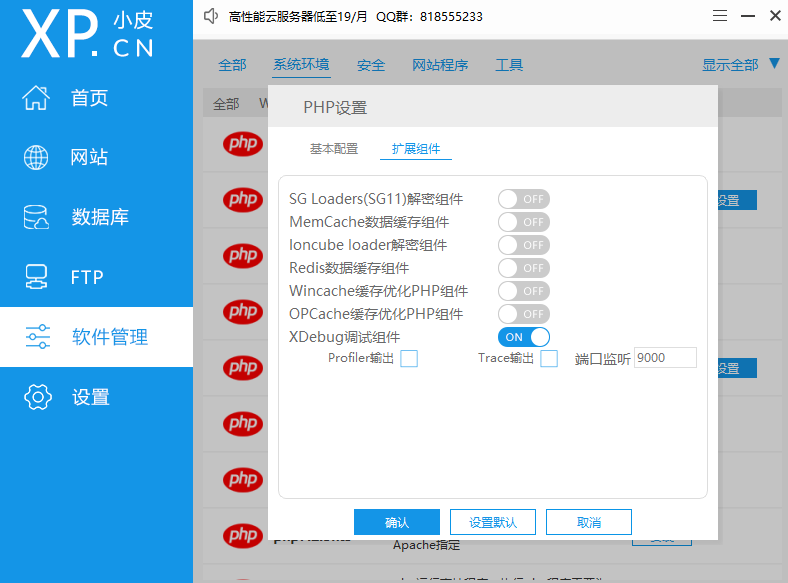 XP.CN 小皮
高性能云服务器低至19/月 QQ群：818555233
首页
网站
数据库
FTP
软件管理
设置
全部 系统环境 安全 网站程序 工具 显示全部
全部 W
PHP设置
基本配置 扩展组件
SG Loaders(SG11)解密组件 OFF
MemCache数据缓存组件 OFF
Ioncube loader解密组件 OFF
Redis数据缓存组件 OFF
Wincache缓存优化PHP组件 OFF
OPCache缓存优化PHP组件 OFF
XDebug调试组件 ON
Profiler输出 Trace输出 端口监听 9000
确认 设置默认 取消
php
php
设置
php
php
php
设置
php
php
php
Apache指定